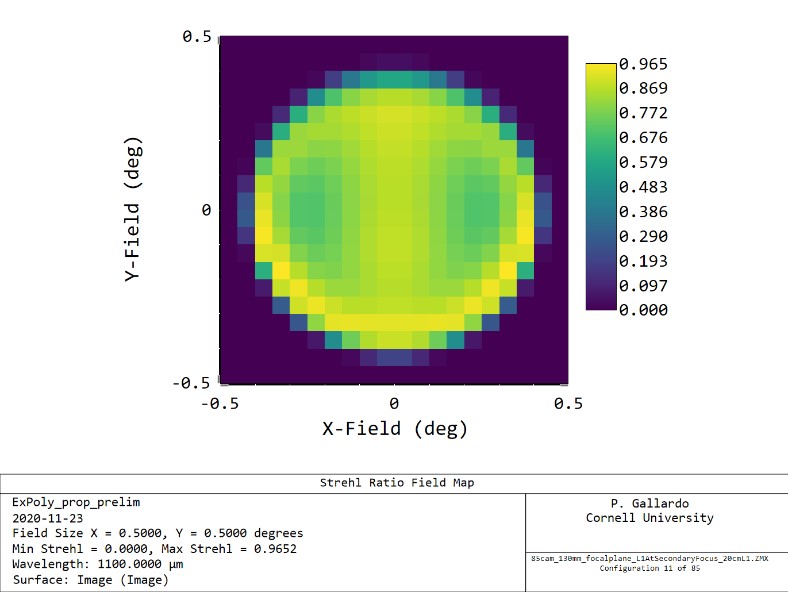 0.5
0
-0.5
Y-Field (deg)
-0.5
0
0.5
X-Field (deg)
0.965
0.869
0.772
0.676
0.579
0.483
0.386
0.290
0.193
0.097
0.000
Strehl Ratio Field Map
ExPoly_prop_prelim
2020-11-23
Field Size X = 0.5000, Y = 0.5000 degrees
Min Strehl = 0.0000, Max Strehl = 0.9652
Wavelength: 1100.0000 µm
Surface: Image (Image)
P. Gallardo
Cornell University
85cam_130mm_focalplane_L1AtSecondaryFocus_20cmL1.ZMX
Configuration 11 of 85